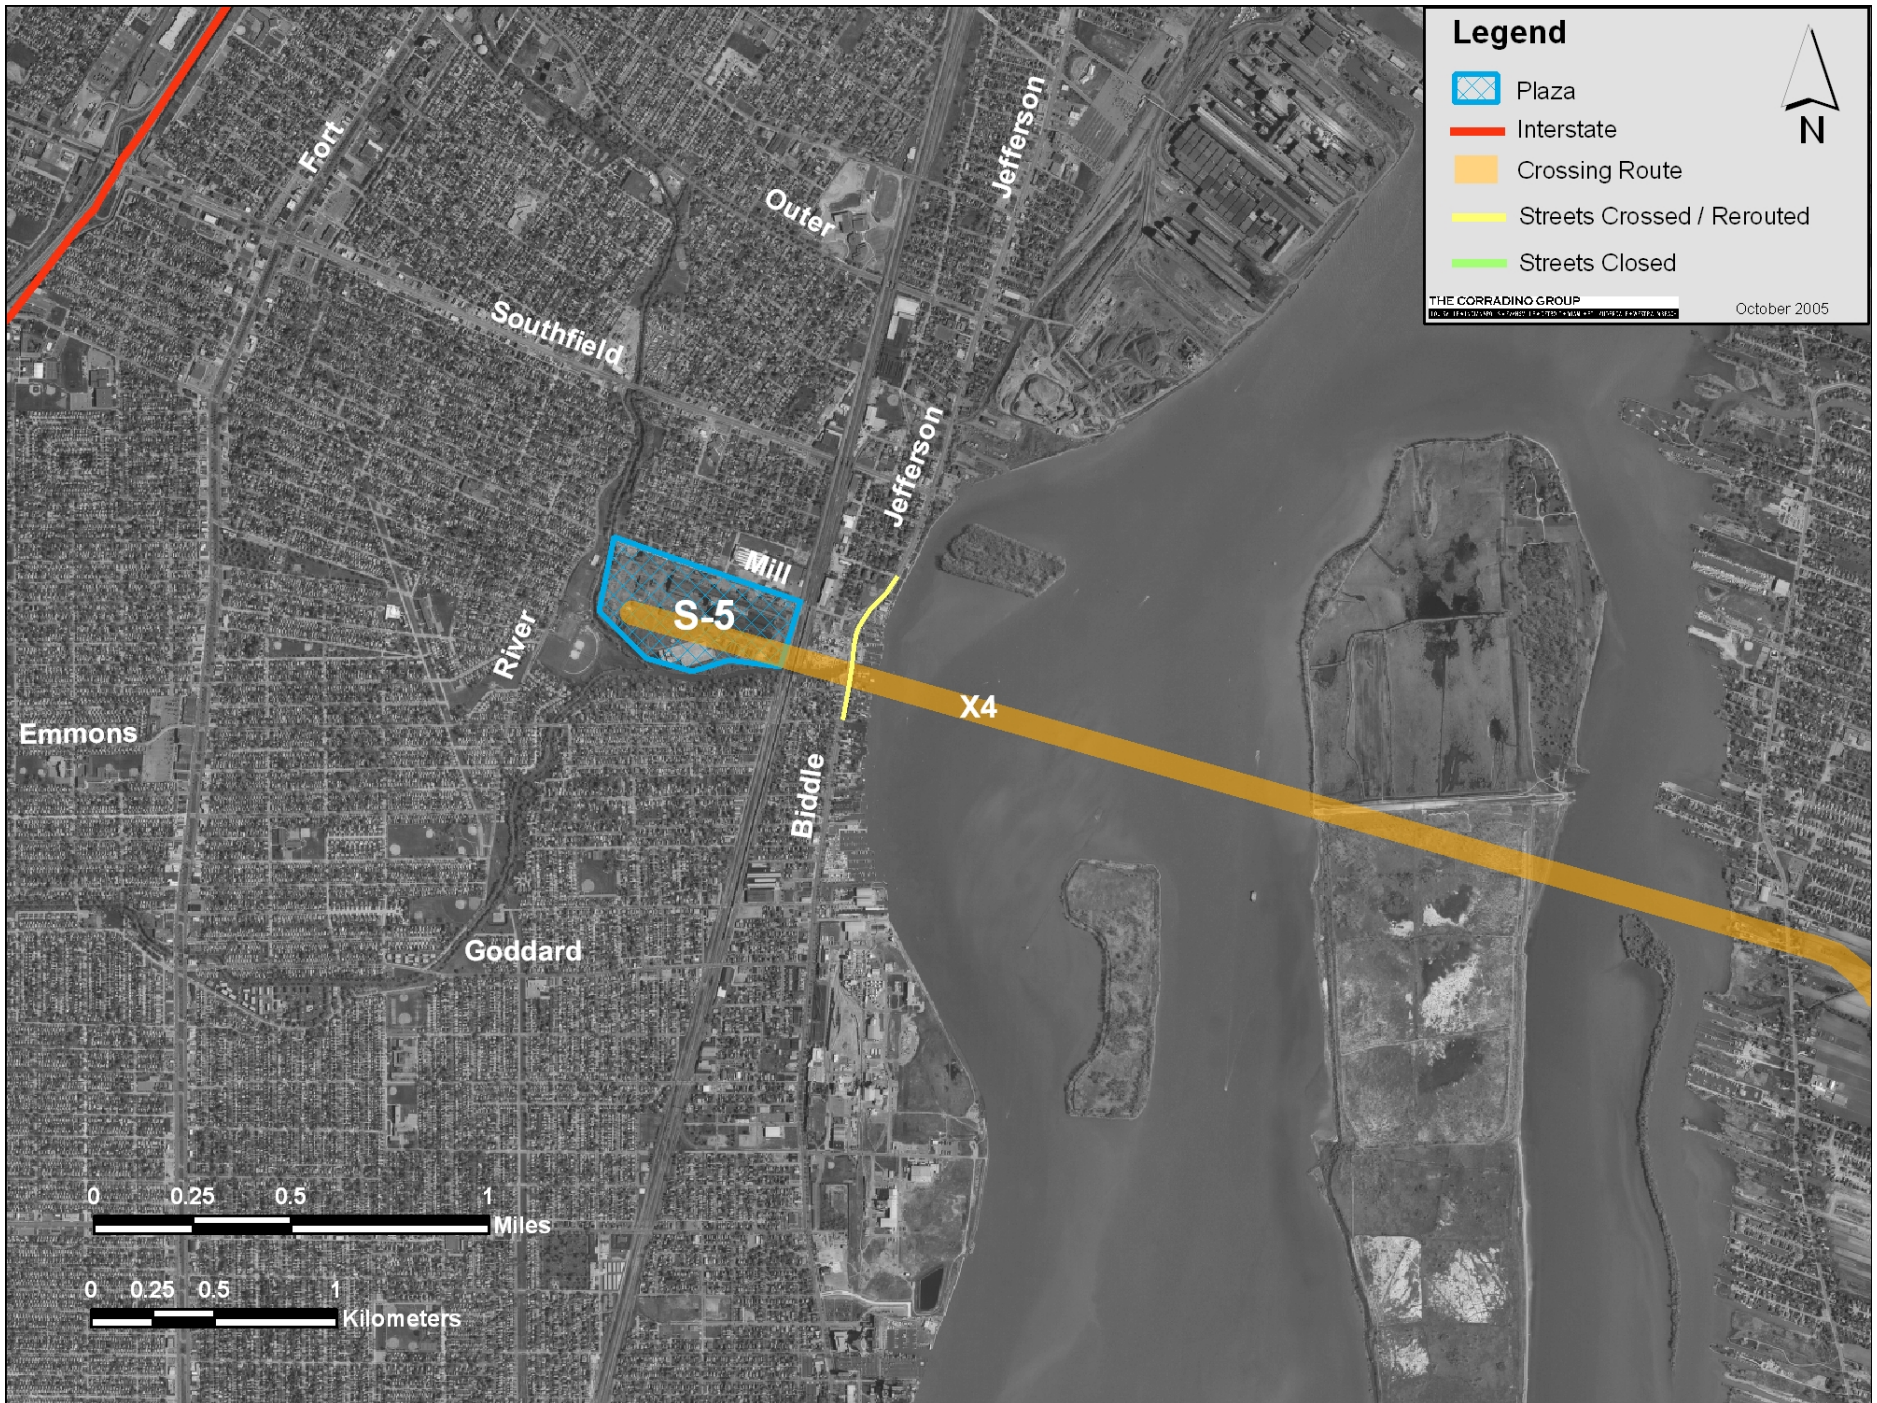 Legend
Plaza
Interstate
Crossing Route
Streets Crossed / Rerouted
Streets Closed
N
THE CORRADINO GROUP
October 2005
Fort
Jefferson
Outer
Southfield
Jefferson
Mill
S-5
River
X4
Emmons
Biddle
Goddard
0 0.25 0.5 1
Miles
0 0.25 0.5 1
Kilometers